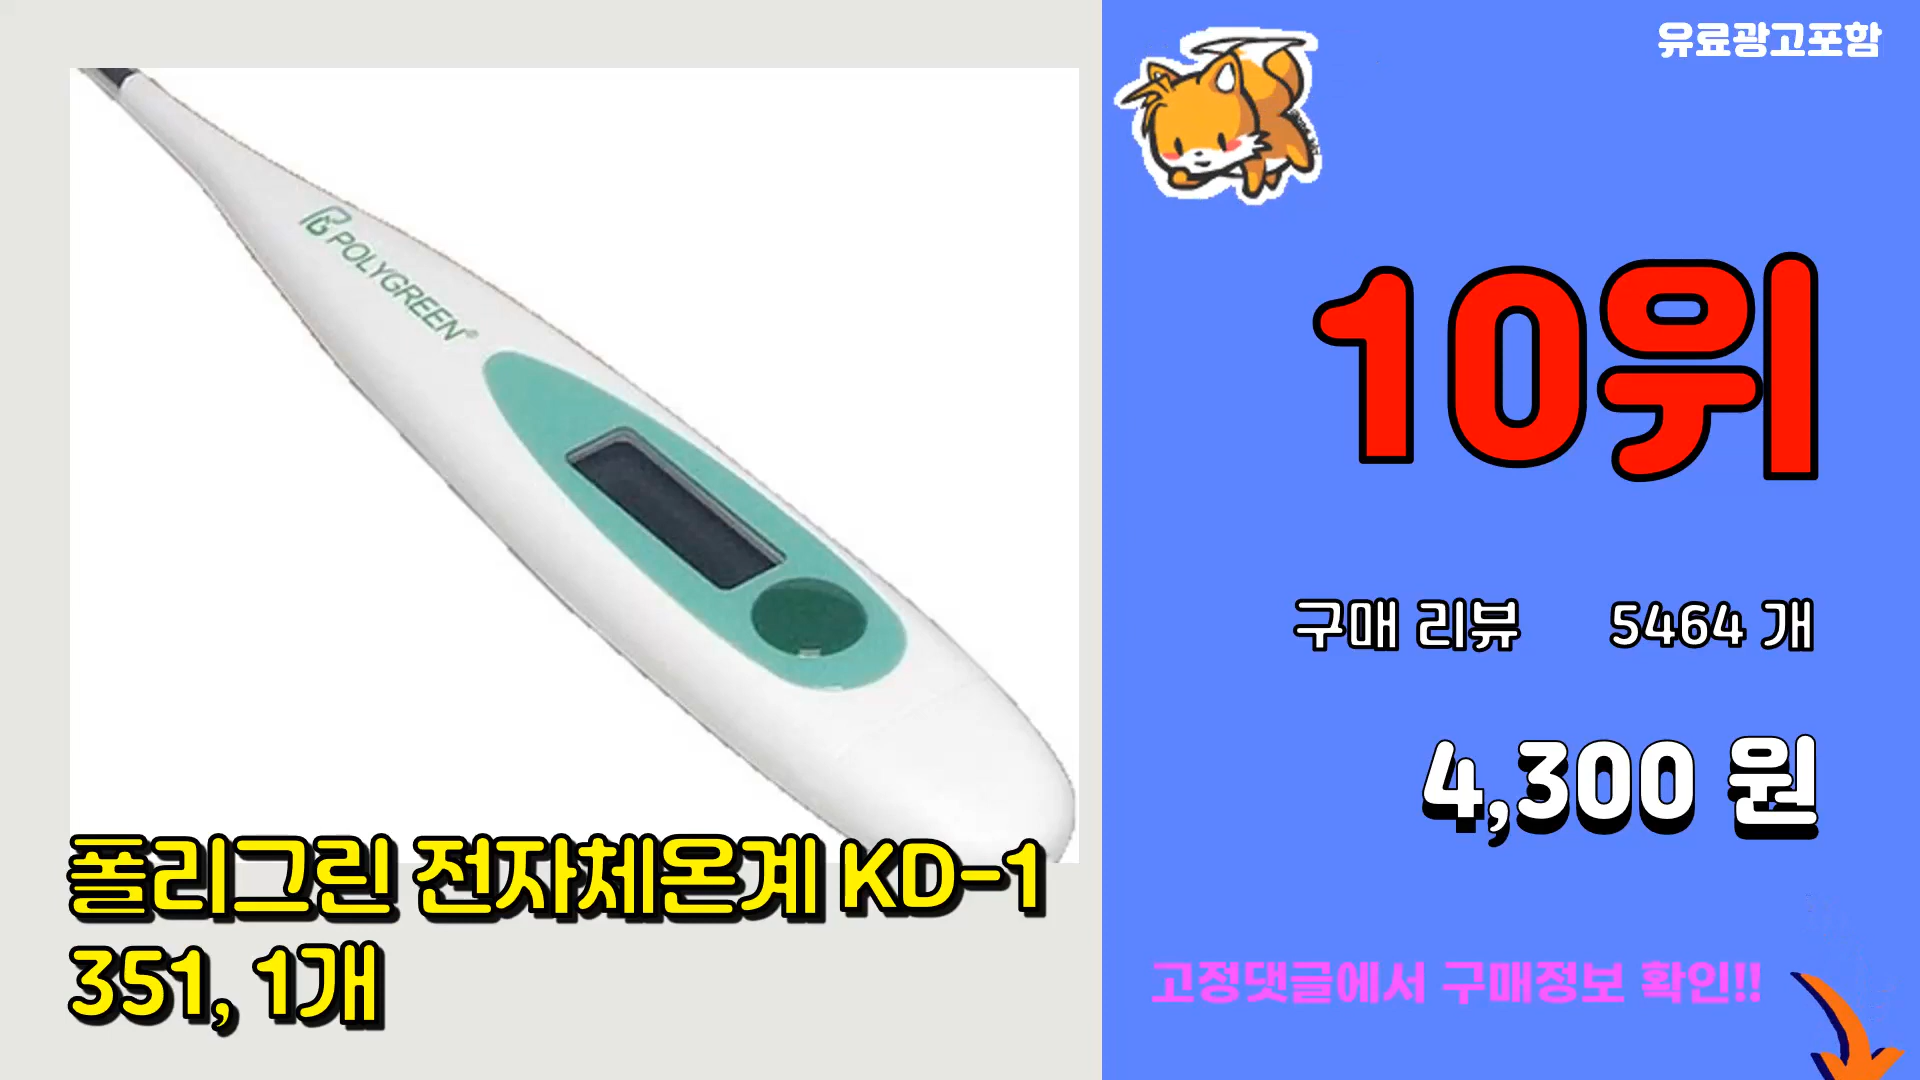 유료광고포함
POLYGREEN®
10위
구매 리뷰 5464 개
4,300 원
폴리그린 전자체온계 KD-1
351, 1개
고정댓글에서 구매정보 확인!!